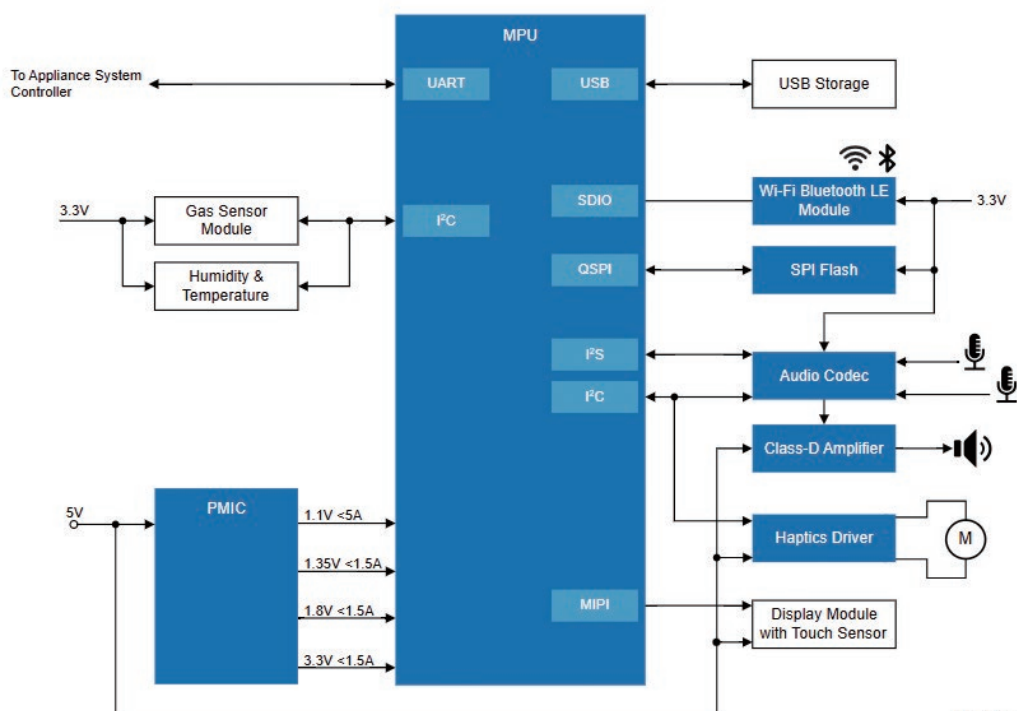 MPU
To Appliance System
Controller
UART
USB
USB Storage
3.3V
Gas Sensor
Module
I²C
SDIO
Wi-Fi Bluetooth LE
Module
3.3V
Humidity &
Temperature
QSPI
SPI Flash
I²S
I²C
Audio Codec
Class-D Amplifier
5V
PMIC
1.1V <5A
1.35V <1.5A
1.8V <1.5A
3.3V <1.5A
Haptics Driver
M
MIPI
Display Module
with Touch Sensor